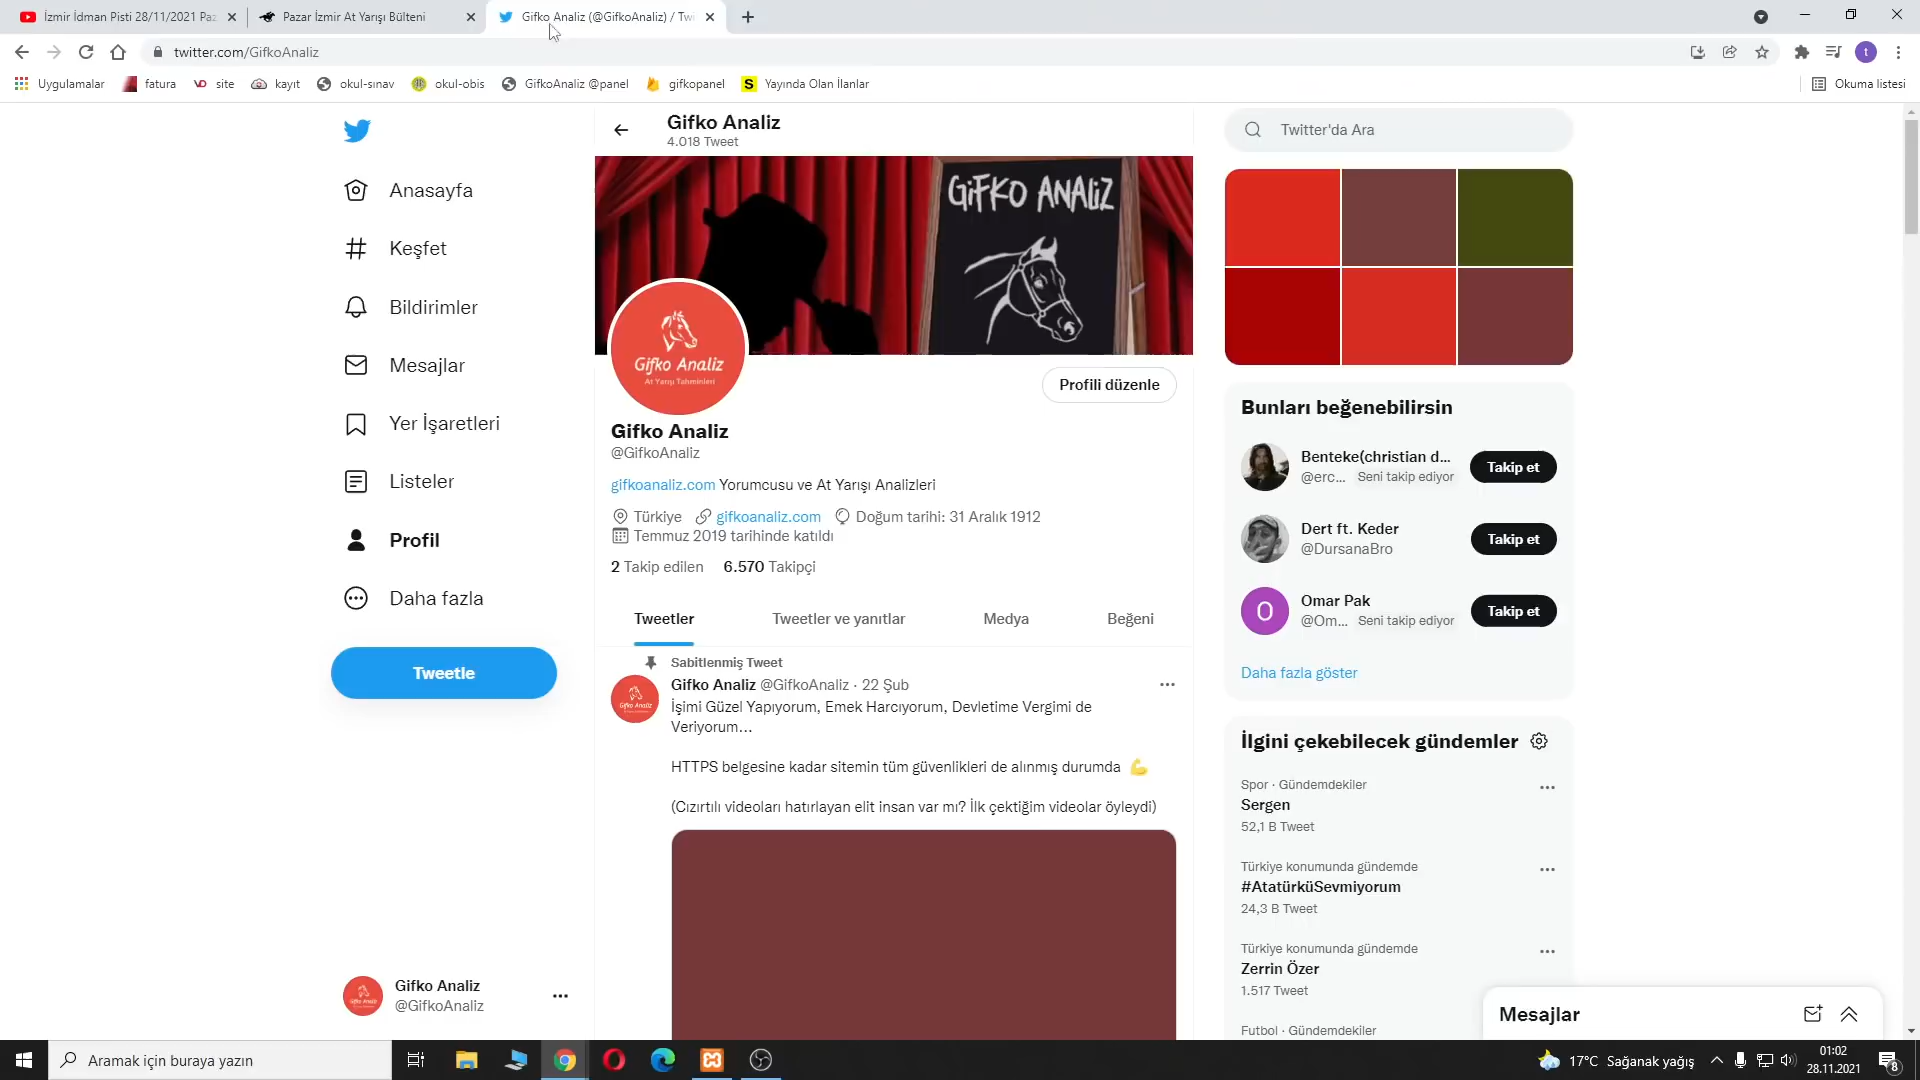 İzmir İdman Pisti 28/11/2021 Paz
Pazar İzmir At Yarışı Bülteni
Gifko Analiz (@GifkoAnaliz) / Twi
twitter.com/GifkoAnaliz
t
Uygulamalar
fatura
site
kayıt
okul-sınav
okul-obis
GifkoAnaliz @panel
gifkopanel
S
Yayında Olan İlanlar
Okuma listesi
Anasayfa
Keşfet
Bildirimler
Mesajlar
Yer İşaretleri
Listeler
Profil
Daha fazla
Tweetle
Gifko Analiz
@GifkoAnaliz
Gifko Analiz
4.018 Tweet
GİFKO ANALİZ
Gifko Analiz
At Yarışı Tahminleri
Profili düzenle
Gifko Analiz
@GifkoAnaliz
gifkoanaliz.com Yorumcusu ve At Yarışı Analizleri
Türkiye gifkoanaliz.com Doğum tarihi: 31 Aralık 1912
Temmuz 2019 tarihinde katıldı
2 Takip edilen 6.570 Takipçi
Tweetler
Tweetler ve yanıtlar
Medya
Beğeni
Sabitlenmiş Tweet
Gifko Analiz @GifkoAnaliz · 22 Şub
İşimi Güzel Yapıyorum, Emek Harcıyorum, Devletime Vergimi de
Veriyorum...
HTTPS belgesine kadar sitemin tüm güvenlikleri de alınmış durumda 💪
(Cızırtılı videoları hatırlayan elit insan var mı? İlk çektiğim videolar öyleydi)
Twitter'da Ara
Bunları beğenebilirsin
Benteke(christian d...
@erc... Seni takip ediyor
Takip et
Dert ft. Keder
@DursanaBro
Takip et
O
Omar Pak
@Om... Seni takip ediyor
Takip et
Daha fazla göster
İlgini çekebilecek gündemler
Spor · Gündemdekiler
Sergen
52,1 B Tweet
Türkiye konumunda gündemde
#AtatürküSevmiyorum
24,3 B Tweet
Türkiye konumunda gündemde
Zerrin Özer
1.517 Tweet
Futbol · Gündemdekiler
Mesajlar
Aramak için buraya yazın
17°C Sağanak yağış
01:02
28.11.2021
8